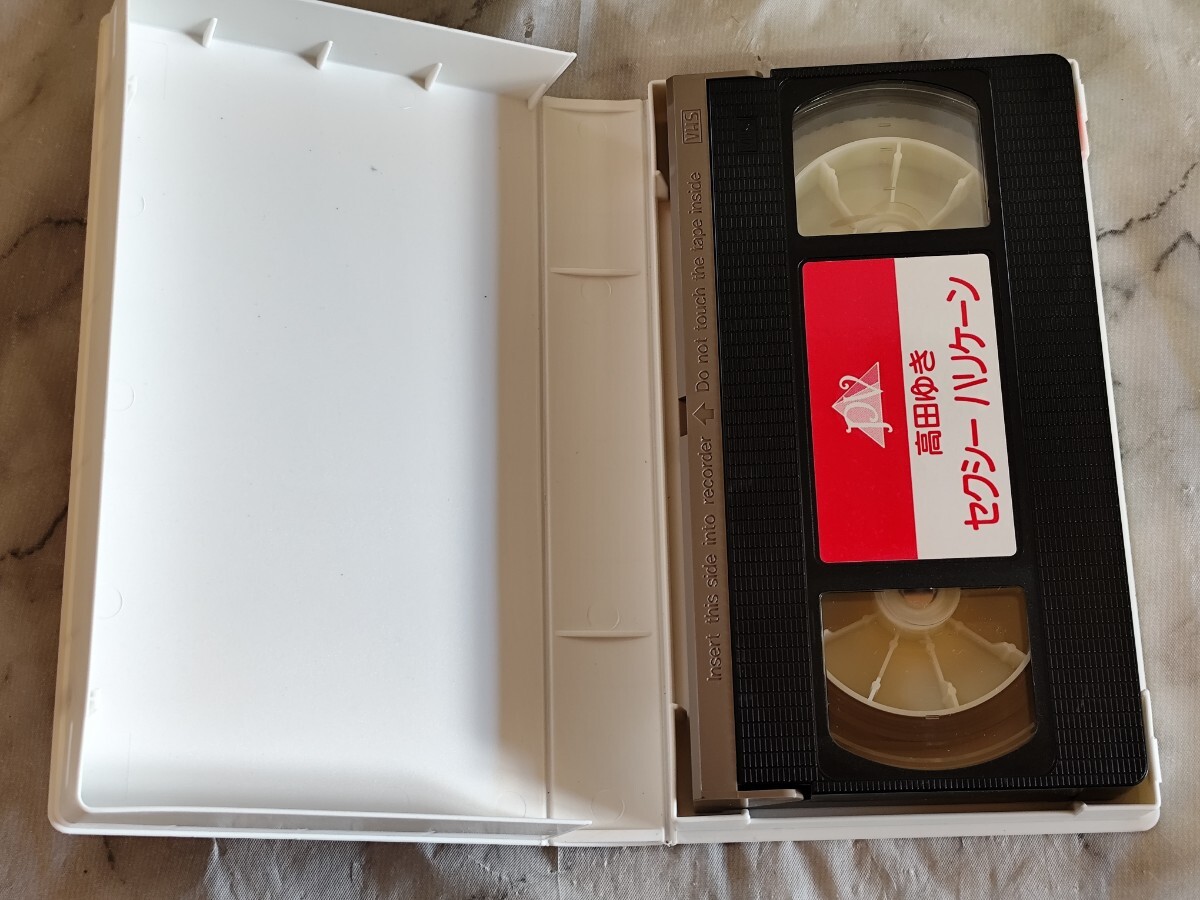 VHS
Insert this side into recorder ⇧ Do not touch the tape inside
高田ゆき
セクシー ハリケーン